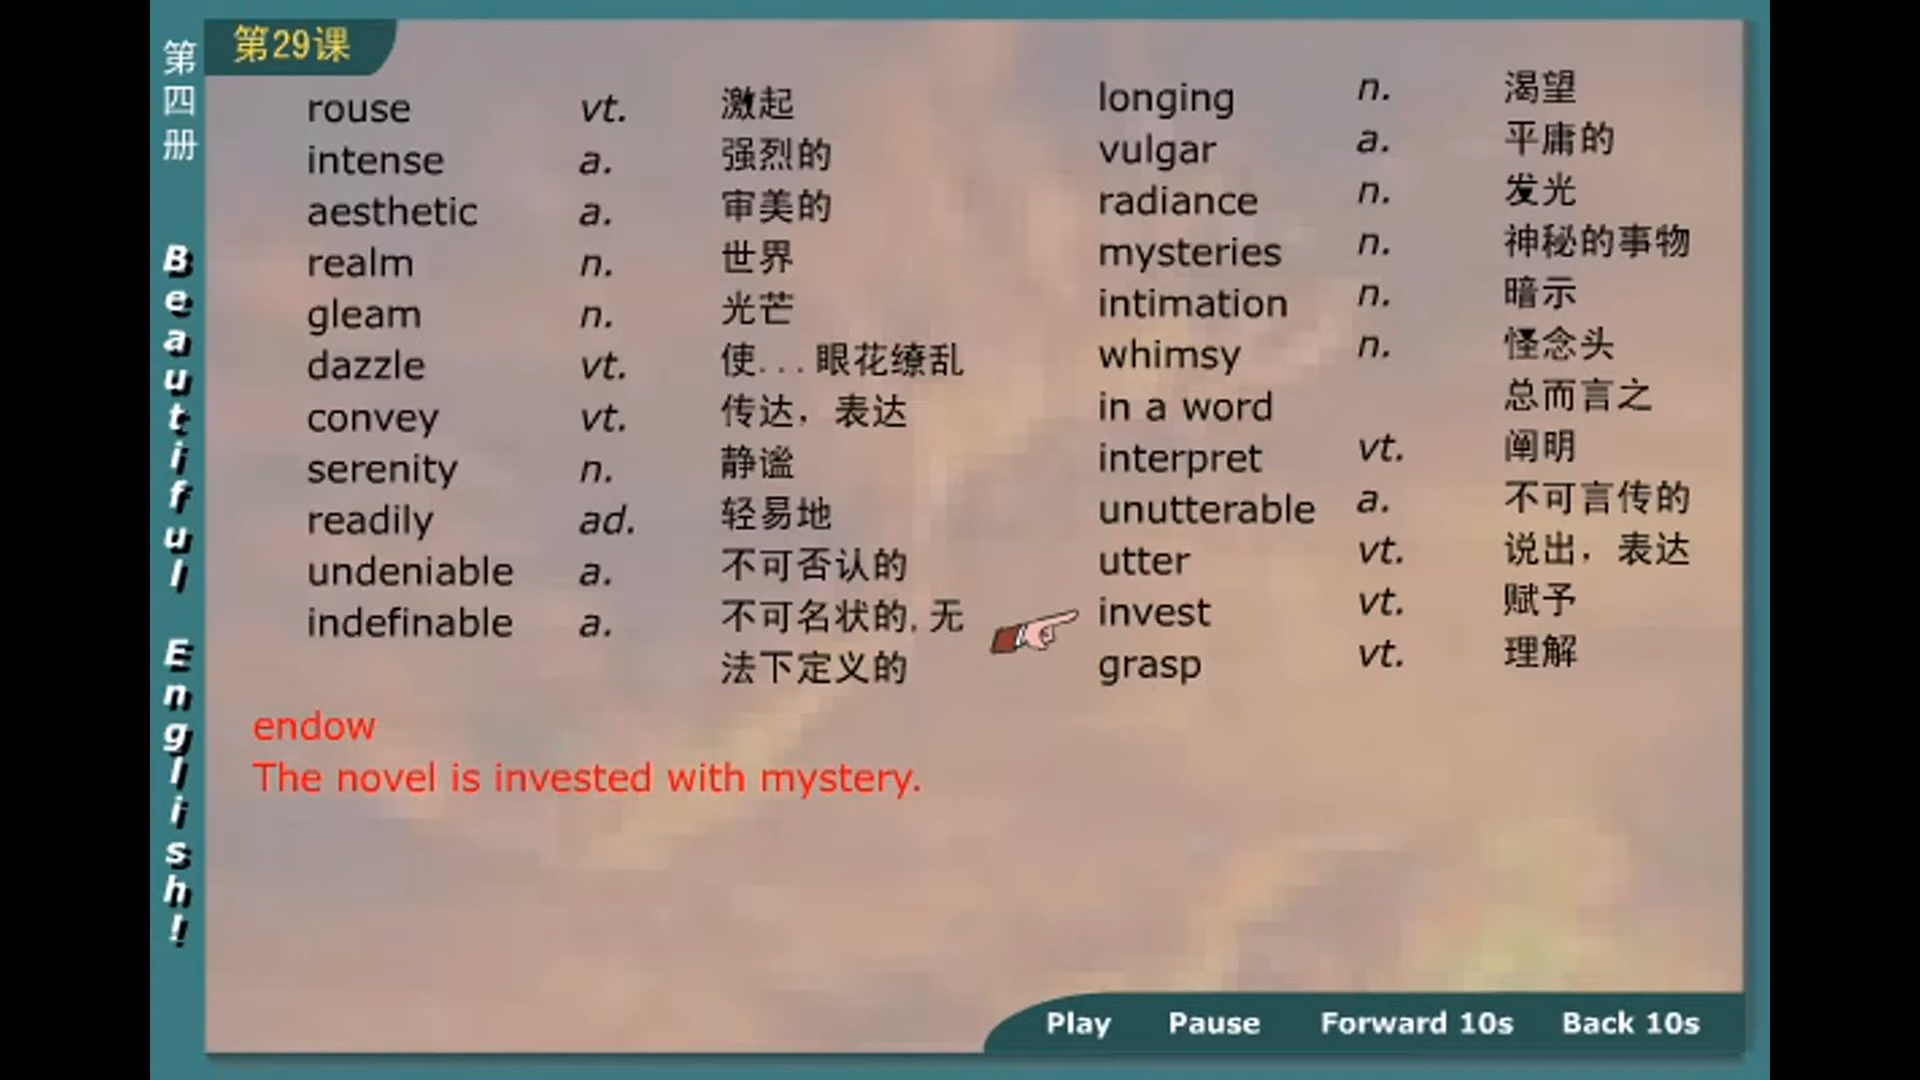 第四册 Beautiful English!
第29课
rouse vt. 激起
intense a. 强烈的
aesthetic a. 审美的
realm n. 世界
gleam n. 光芒
dazzle vt. 使...眼花缭乱
convey vt. 传达，表达
serenity n. 静谧
readily ad. 轻易地
undeniable a. 不可否认的
indefinable a. 不可名状的,无
法下定义的
longing n. 渴望
vulgar a. 平庸的
radiance n. 发光
mysteries n. 神秘的事物
intimation n. 暗示
whimsy n. 怪念头
in a word 总而言之
interpret vt. 阐明
unutterable a. 不可言传的
utter vt. 说出，表达
invest vt. 赋予
grasp vt. 理解
endow
The novel is invested with mystery.
Play Pause Forward 10s Back 10s